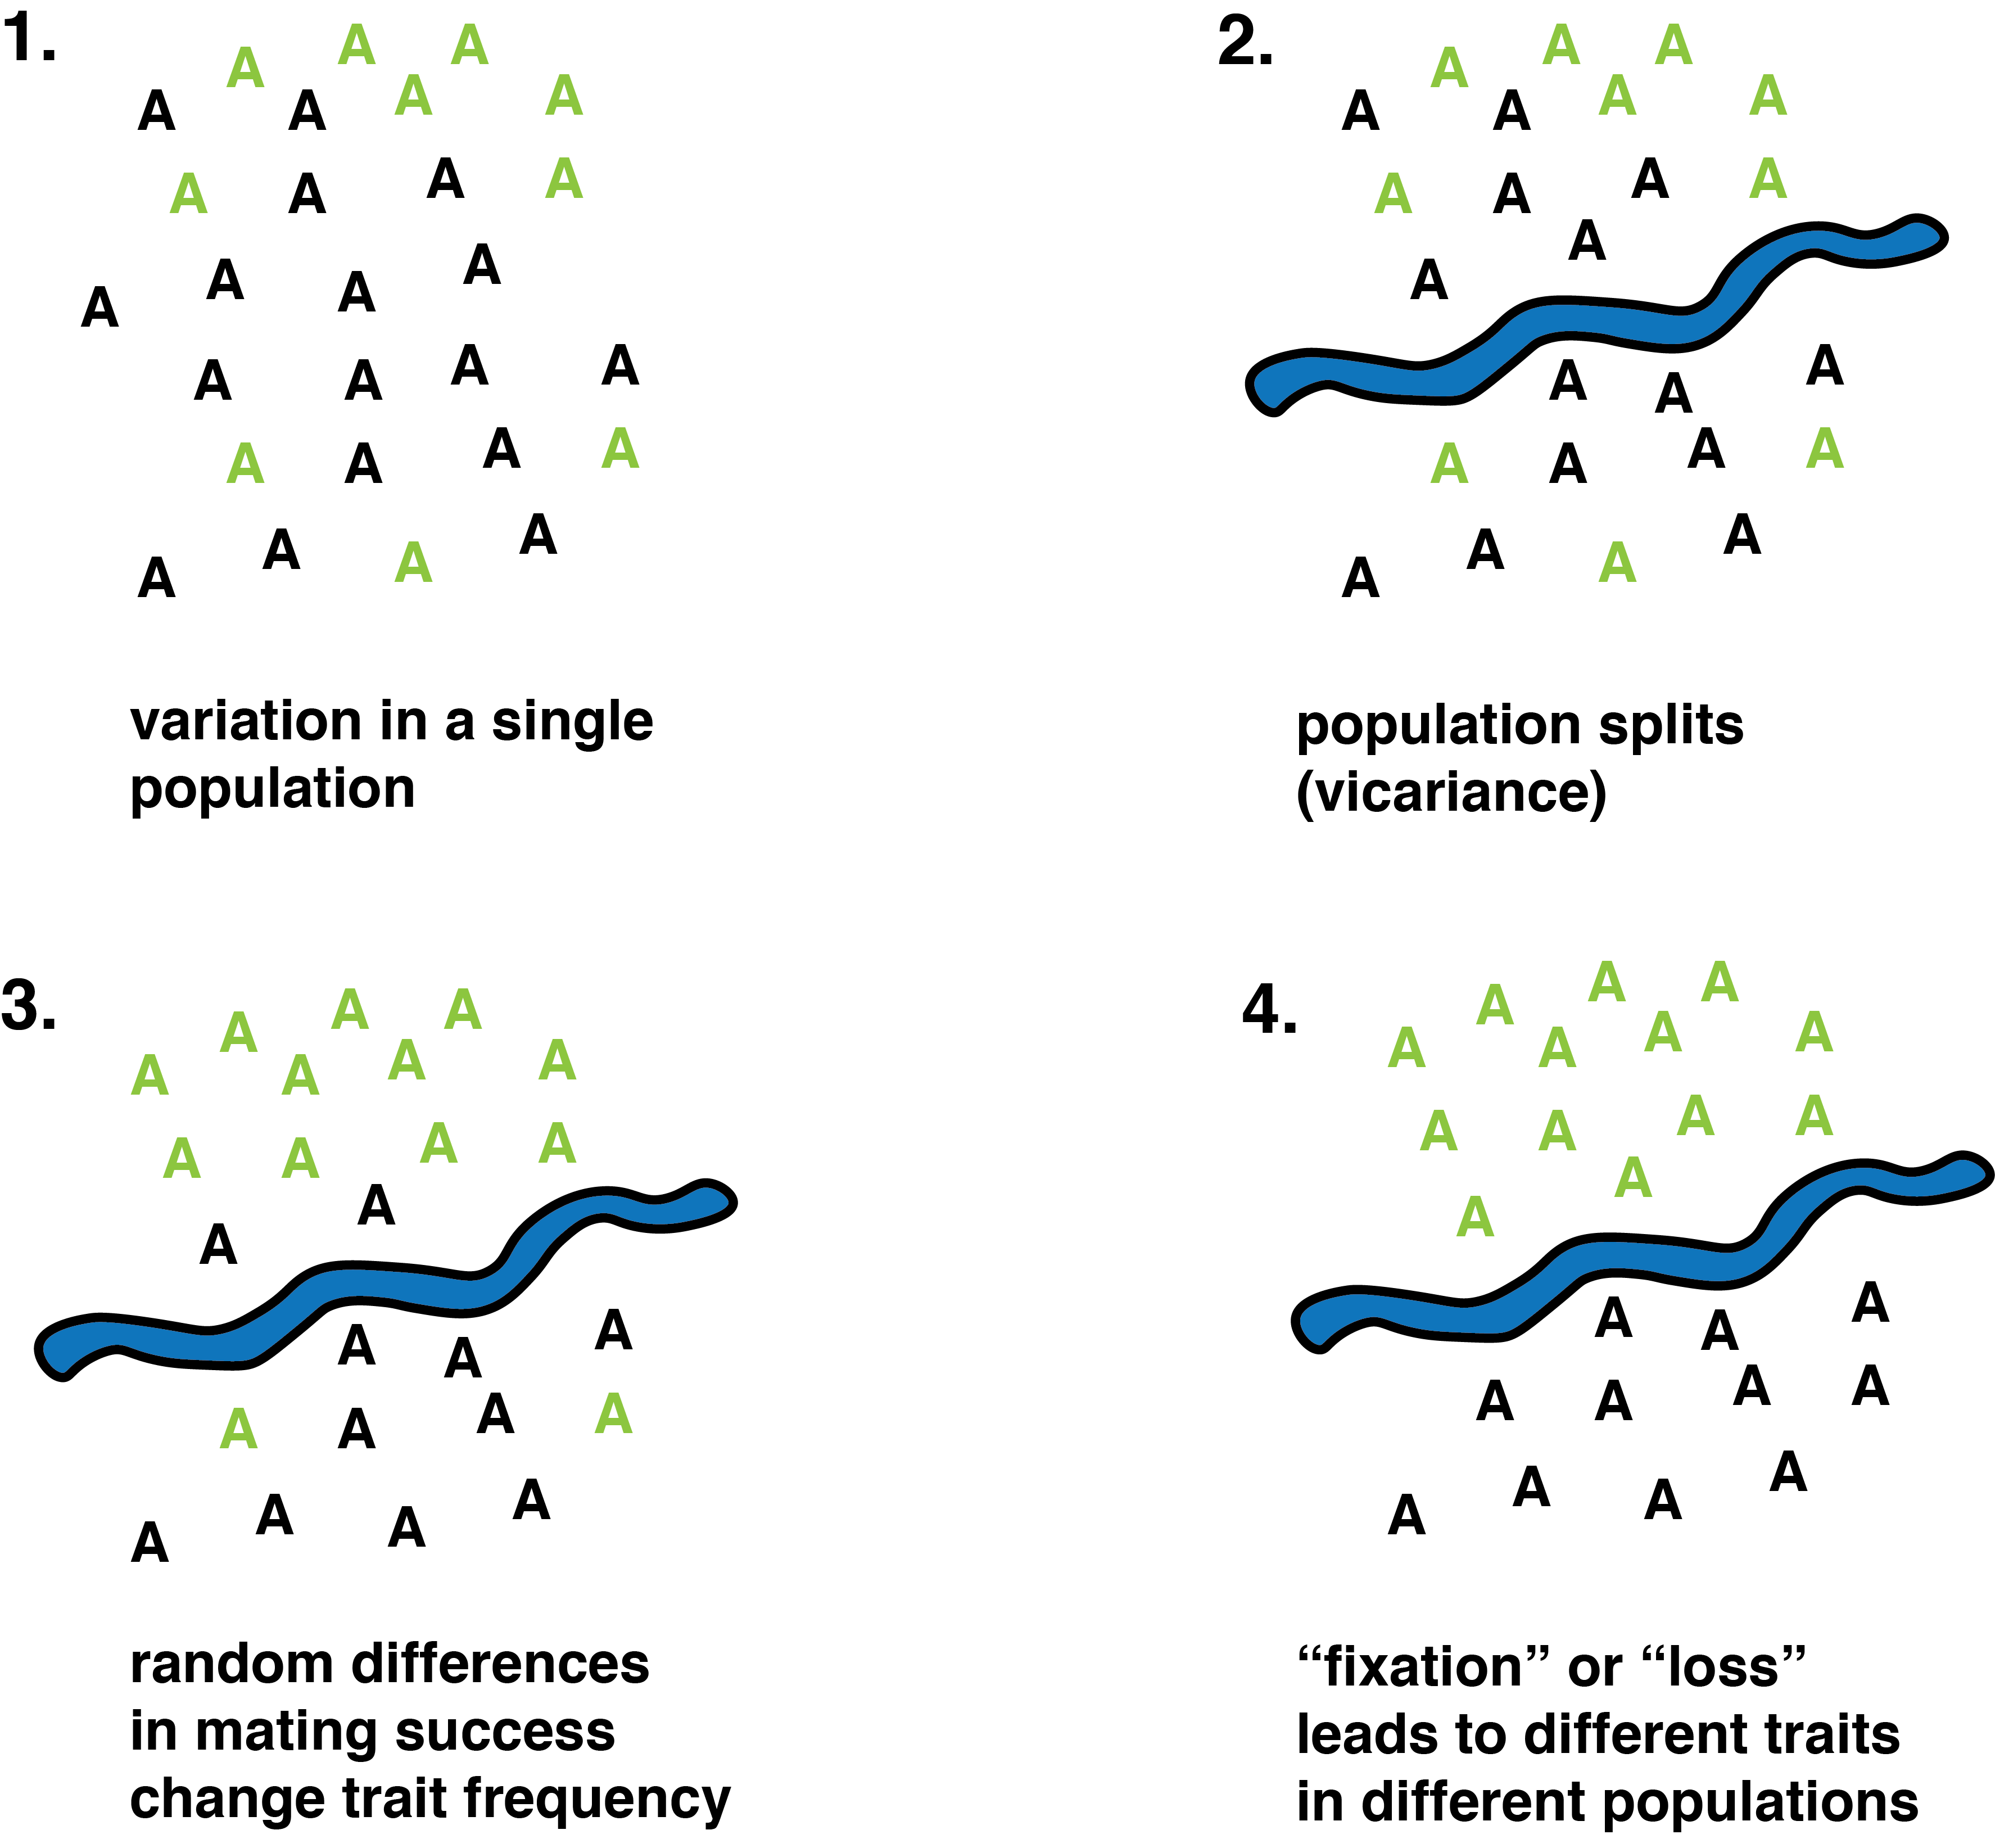 1.
A A A
A A A A
A A A A
A A A A
A A A A
A A A A
A A A A
variation in a single
population
2.
A A A
A A A A
A A A A
A A
A A A
A A A A
A A A A
population splits
(vicariance)
3.
A A A
A A A A
A A A A
A A
A A A
A A A A
A A A A
random differences
in mating success
change trait frequency
4.
A A A
A A A A
A A A A
A A
A A A
A A A A
A A A A
“fixation” or “loss”
leads to different traits
in different populations